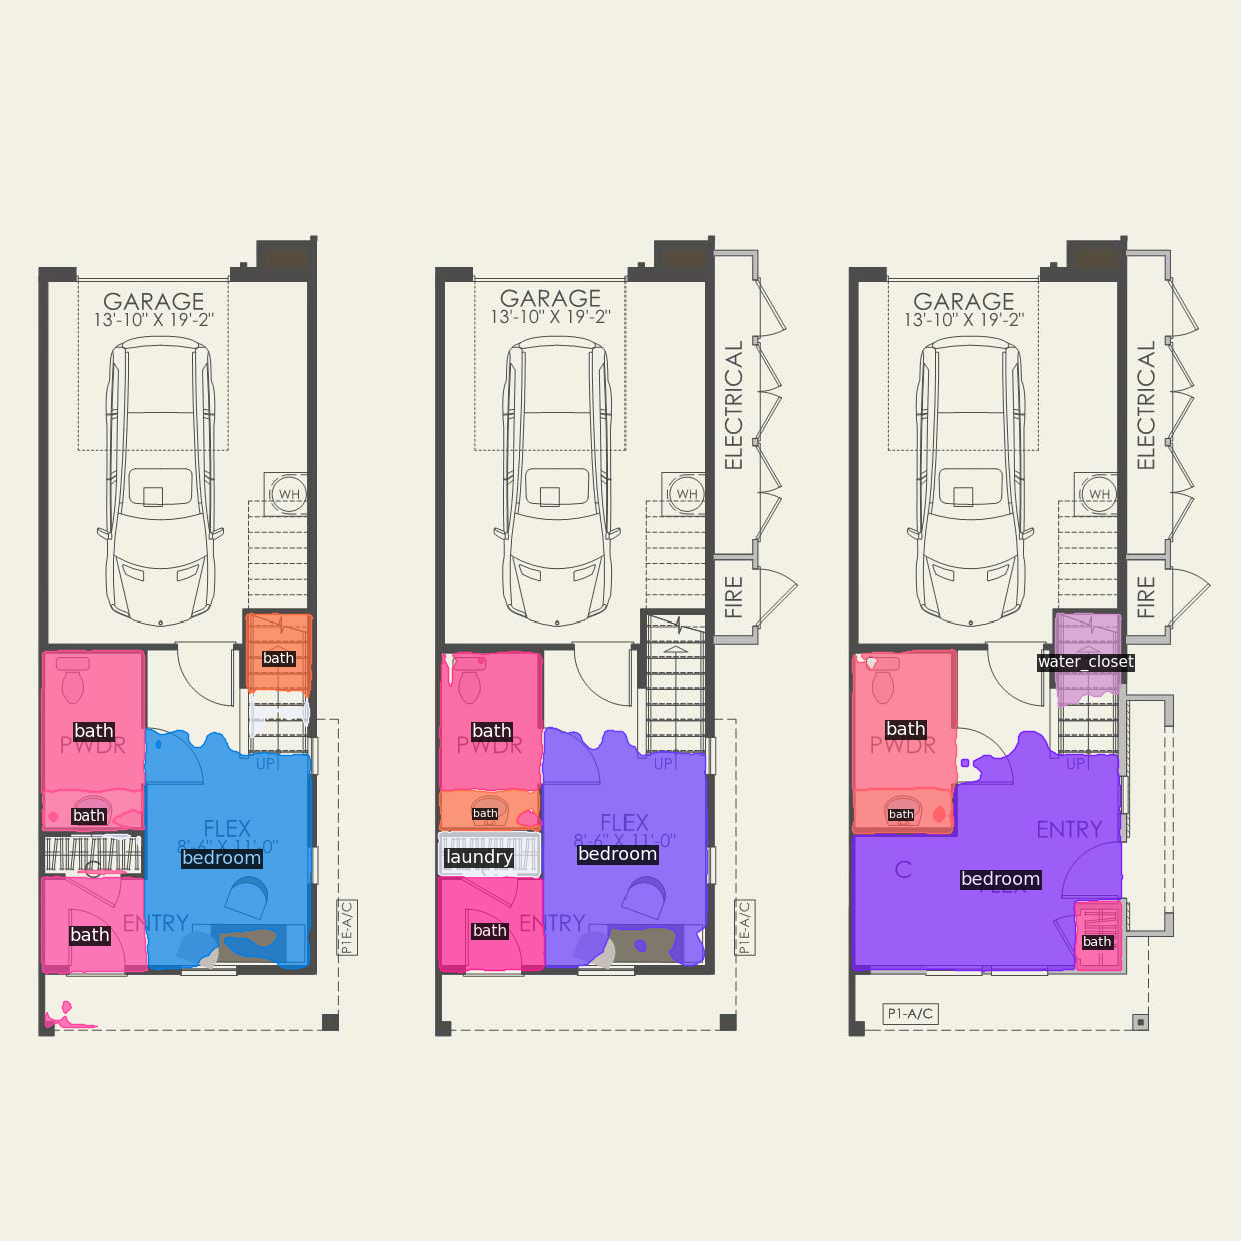 GARAGE
13'-10" X 19'-2"
WH
bath
bath
PWDR
UP
bath
FLEX
8'-6" X 11'-0"
bedroom
bath
ENTRY
P1E-A/C
GARAGE
13'-10" X 19'-2"
ELECTRICAL
WH
FIRE
bath
PWDR
UP
bath
FLEX
8'-6" X 11'-0"
laundry
bedroom
bath
ENTRY
P1E-A/C
GARAGE
13'-10" X 19'-2"
ELECTRICAL
WH
FIRE
water_closet
bath
PWDR
UP
bath
ENTRY
C
bedroom
FLEX
bath
P1-A/C